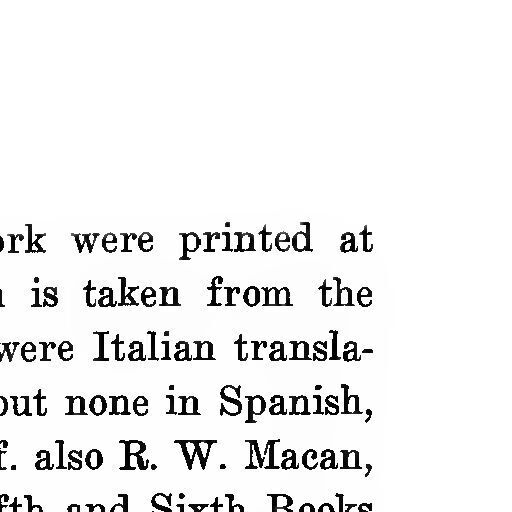 ork were printed at
is taken from the
were Italian transla-
out none in Spanish,
f. also R. W. Macan,
fth and Sixth Books